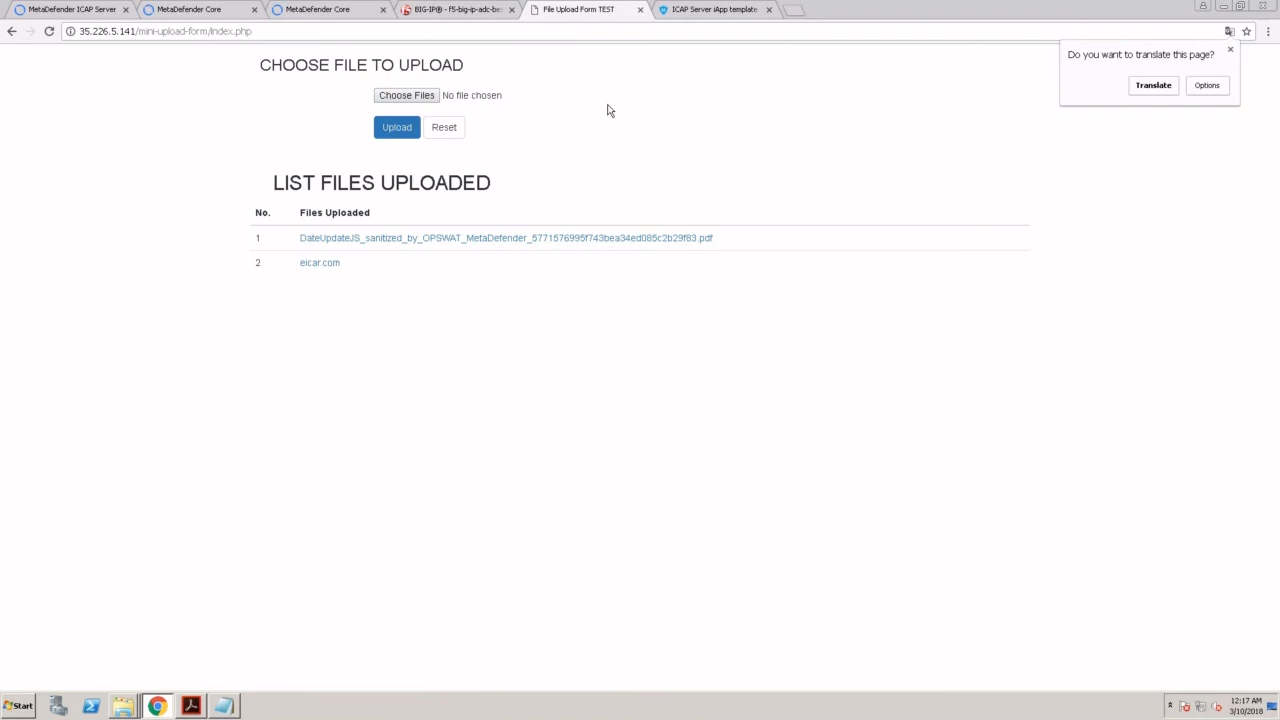 MetaDefender ICAP Server
MetaDefender Core
MetaDefender Core
BIG-IP® - f5-big-ip-adc-bes
File Upload Form TEST
ICAP Server iApp template
35.226.5.141/mini-upload-form/index.php
Do you want to translate this page?
Translate
Options
CHOOSE FILE TO UPLOAD
Choose Files No file chosen
Upload
Reset
LIST FILES UPLOADED
No. Files Uploaded
1 DateUpdateJS_sanitized_by_OPSWAT_MetaDefender_5771576995f743bea34ed085c2b29f83.pdf
2 eicar.com
Start
12:17 AM
3/10/2018